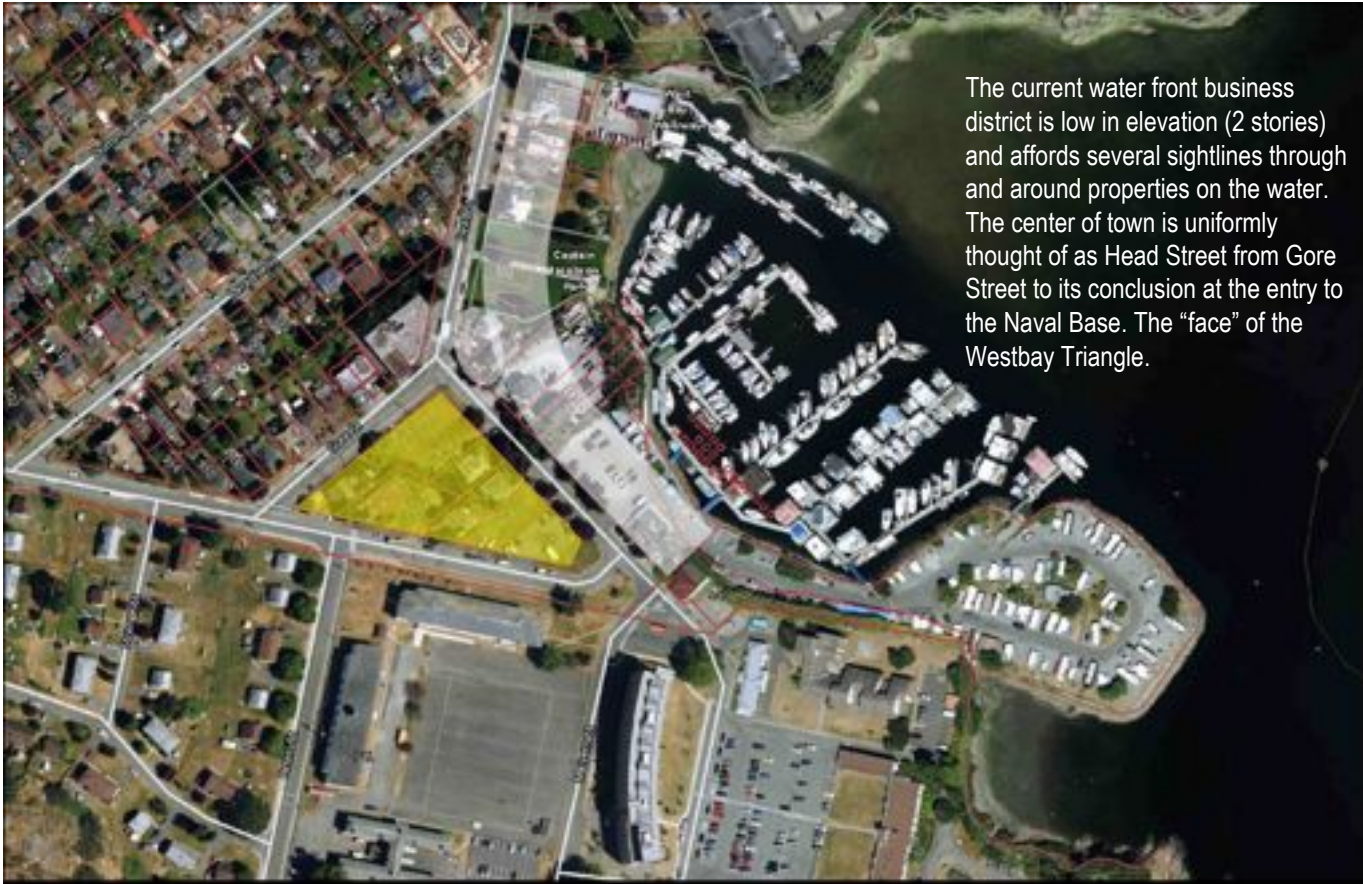 The current water front business
district is low in elevation (2 stories)
and affords several sightlines through
and around properties on the water.
The center of town is uniformly
thought of as Head Street from Gore
Street to its conclusion at the entry to
the Naval Base. The “face” of the
Westbay Triangle.